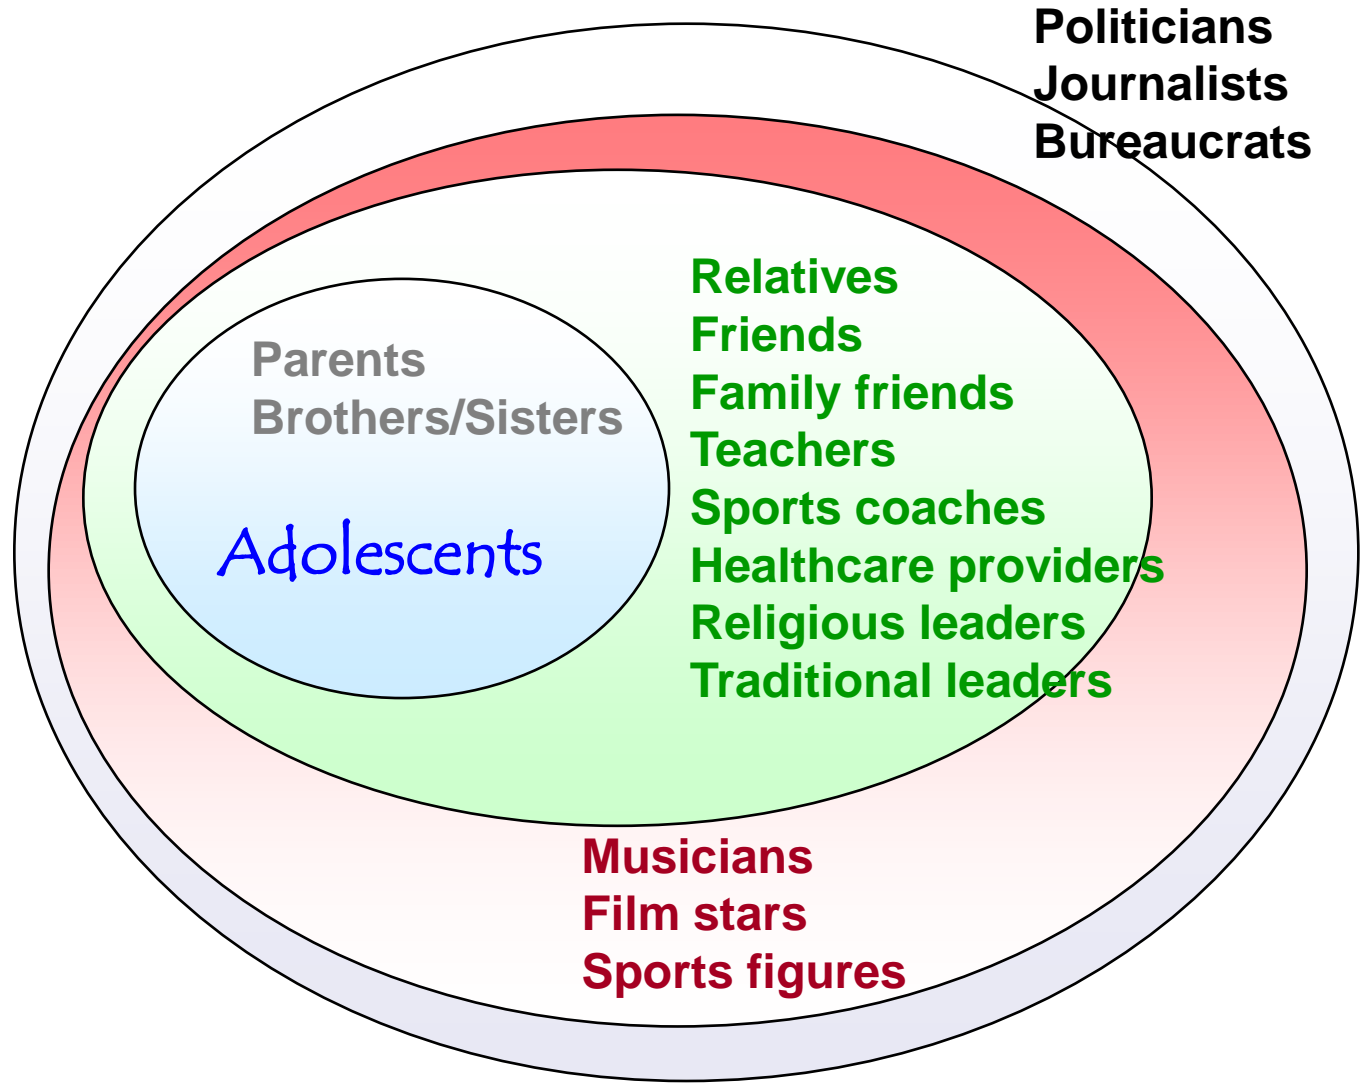 Politicians
Journalists
Bureaucrats
Relatives
Friends
Family friends
Teachers
Sports coaches
Healthcare providers
Religious leaders
Traditional leaders
Parents
Brothers/Sisters
Adolescents
Musicians
Film stars
Sports figures